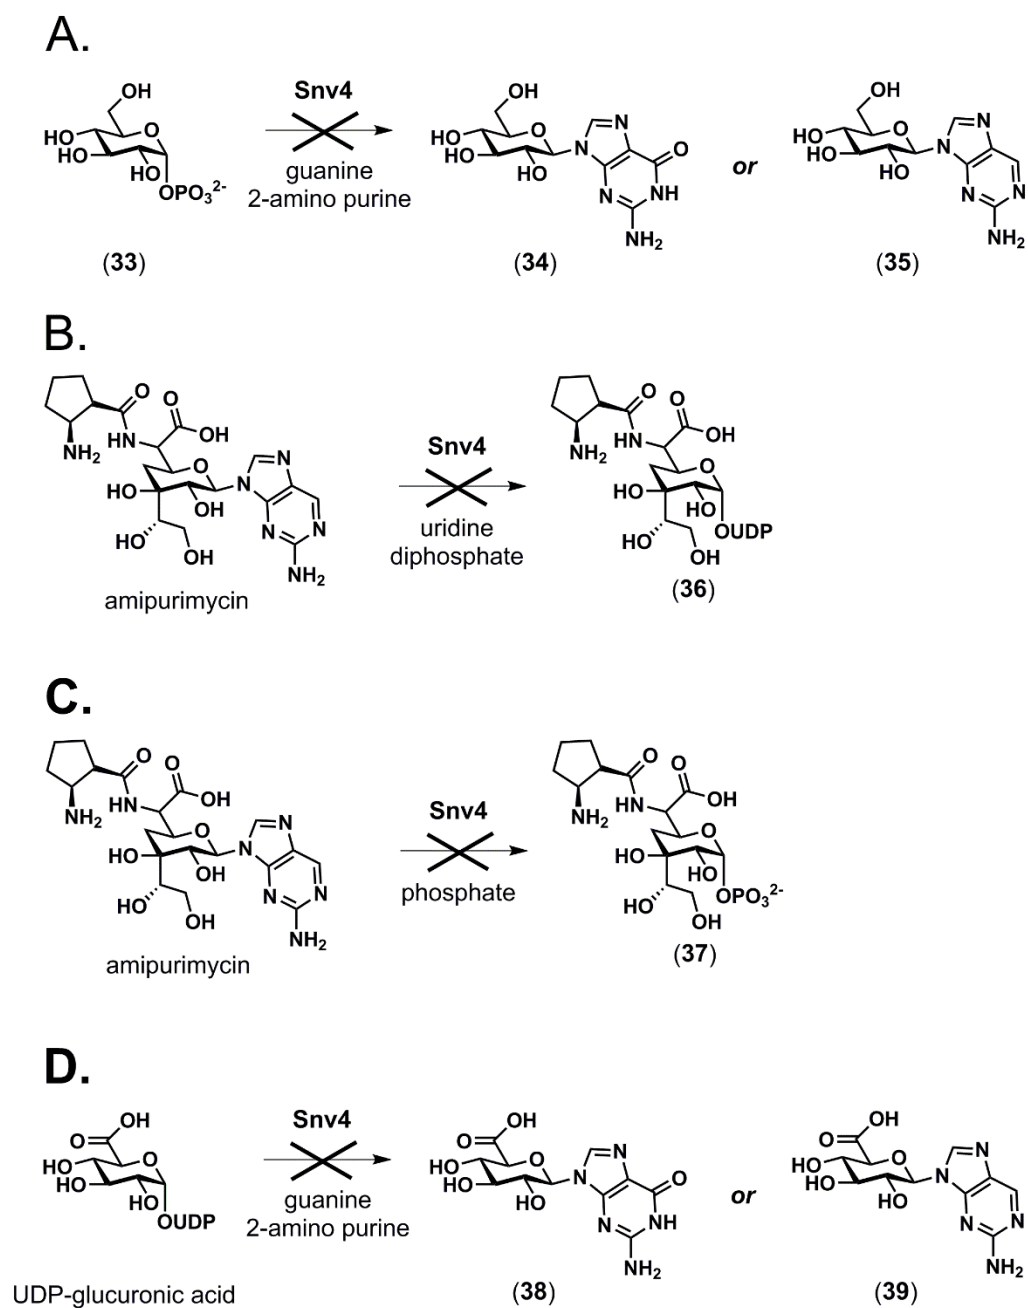 A.
OH
HO
O
HO
HO
OPO₃²⁻
(33)
Snv4
guanine
2-amino purine
OH
HO
O
HO
HO
N
N
O
N
NH
NH₂
(34)
or
OH
HO
O
HO
HO
N
N
N
N
NH₂
(35)
B.
O
O
HN
OH
NH₂
O
HO
OH
N
N
N
N
HO
OH
NH₂
amipurimycin
Snv4
uridine
diphosphate
O
O
HN
OH
NH₂
O
HO
HO
OUDP
HO
OH
(36)
C.
O
O
HN
OH
NH₂
O
HO
OH
N
N
N
N
HO
OH
NH₂
amipurimycin
Snv4
phosphate
O
O
HN
OH
NH₂
O
HO
HO
OPO₃²⁻
HO
OH
(37)
D.
OH
O
HO
O
HO
HO
OUDP
UDP-glucuronic acid
Snv4
guanine
2-amino purine
OH
O
HO
O
HO
HO
N
N
O
N
NH
NH₂
(38)
or
OH
O
HO
O
HO
HO
N
N
N
N
NH₂
(39)